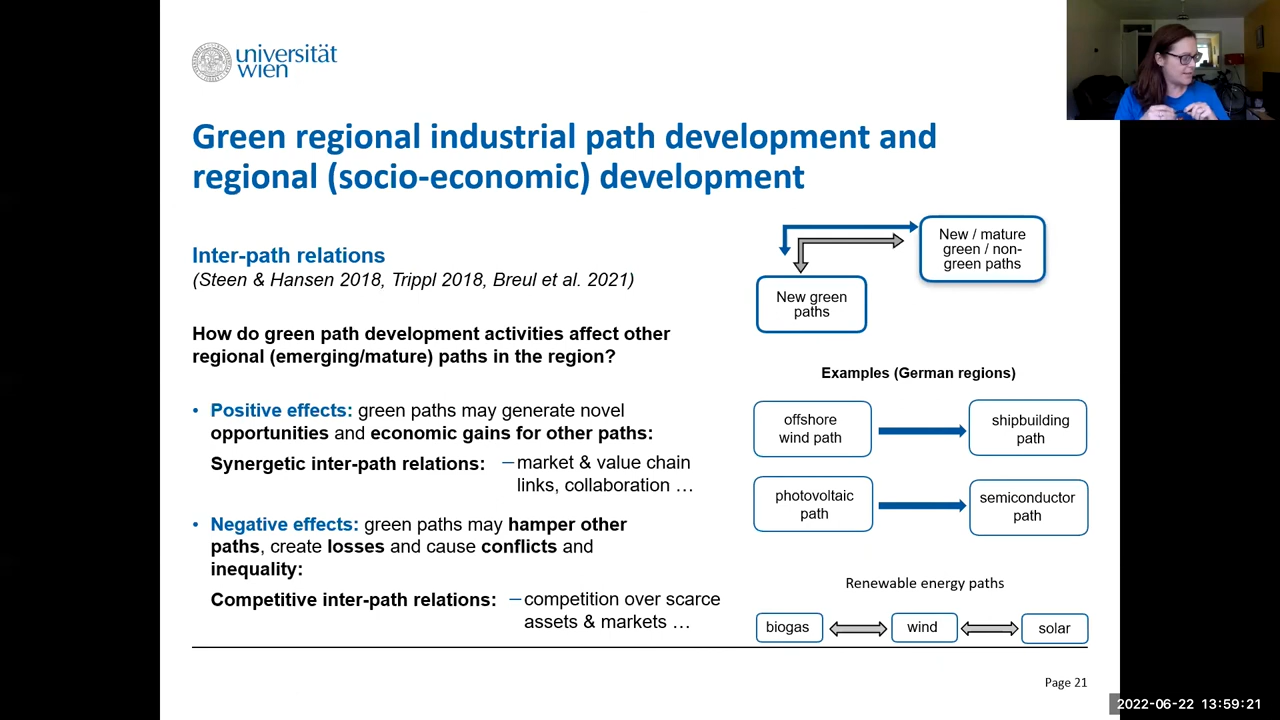 universität
wien
Green regional industrial path development and
regional (socio-economic) development
Inter-path relations
(Steen & Hansen 2018, Trippl 2018, Breul et al. 2021)
How do green path development activities affect other
regional (emerging/mature) paths in the region?
• Positive effects: green paths may generate novel
opportunities and economic gains for other paths:
Synergetic inter-path relations: –market & value chain
links, collaboration …
• Negative effects: green paths may hamper other
paths, create losses and cause conflicts and
inequality:
Competitive inter-path relations: –competition over scarce
assets & markets …
New / mature
green / non-
green paths
New green
paths
Examples (German regions)
offshore
wind path
shipbuilding
path
photovoltaic
path
semiconductor
path
Renewable energy paths
biogas
wind
solar
Page 21
2022-06-22 13:59:21